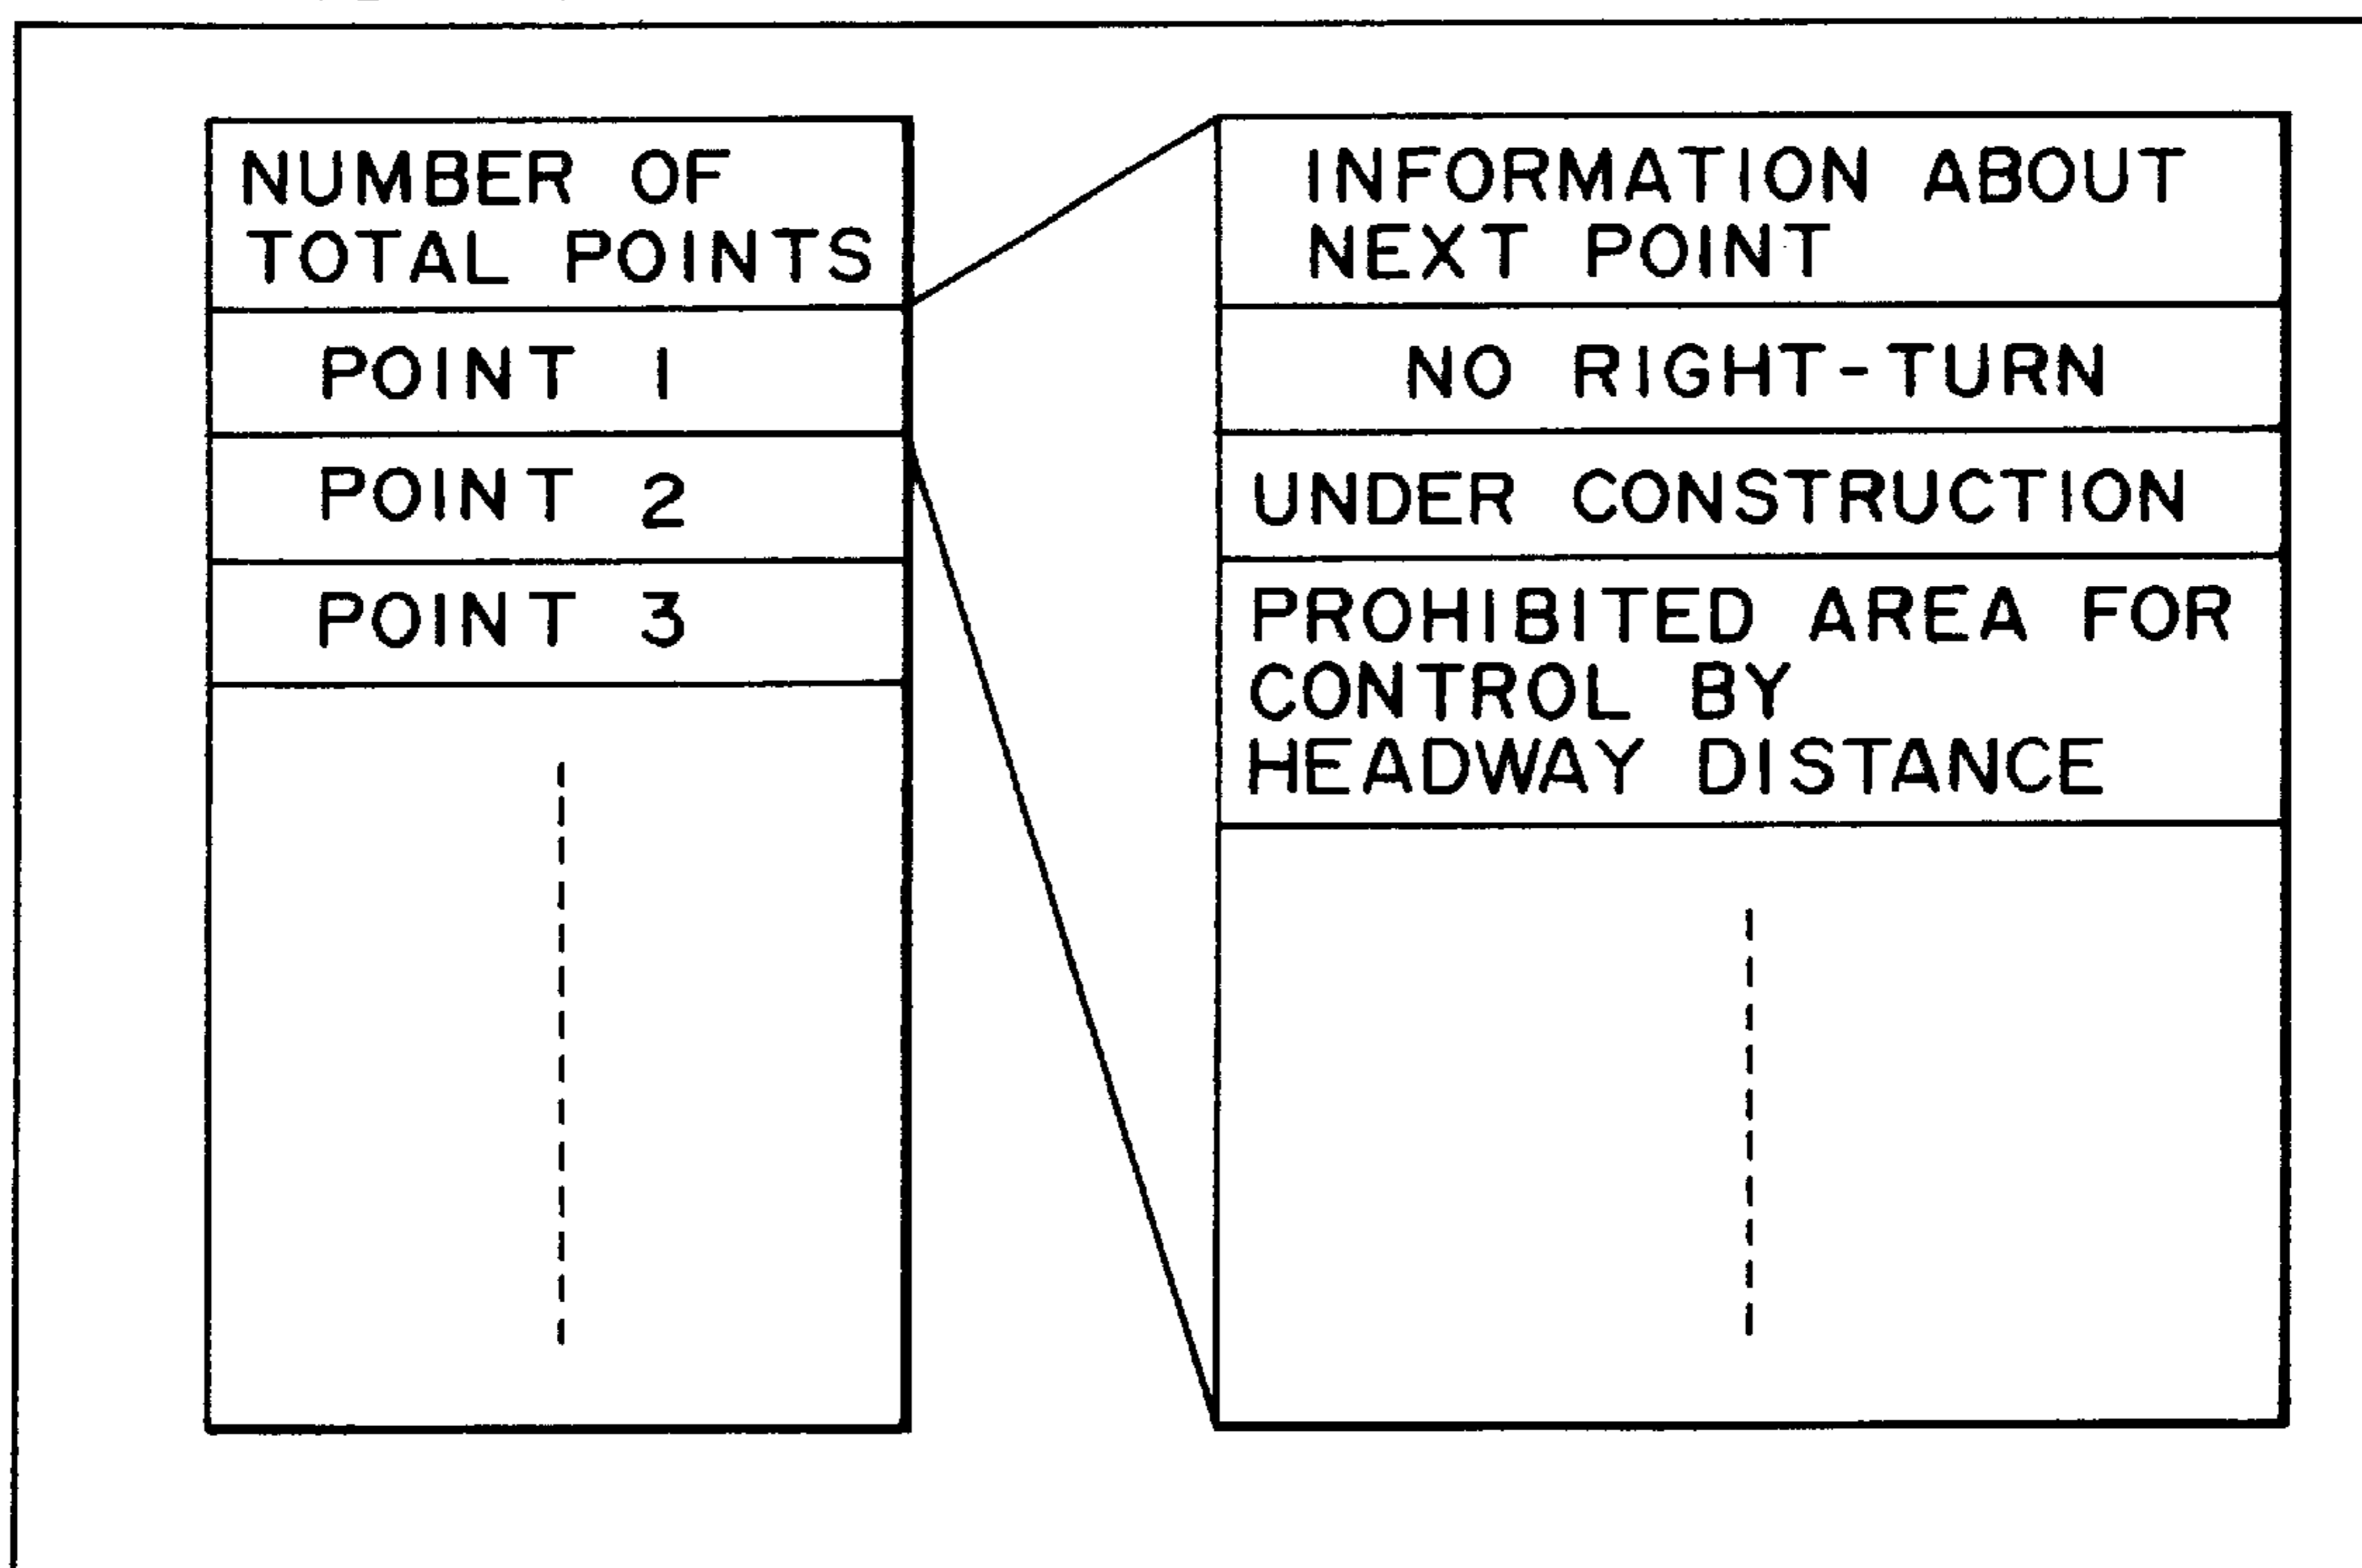 NUMBER OF
TOTAL POINTS
POINT 1
POINT 2
POINT 3
INFORMATION ABOUT
NEXT POINT
NO RIGHT-TURN
UNDER CONSTRUCTION
PROHIBITED AREA FOR
CONTROL BY
HEADWAY DISTANCE